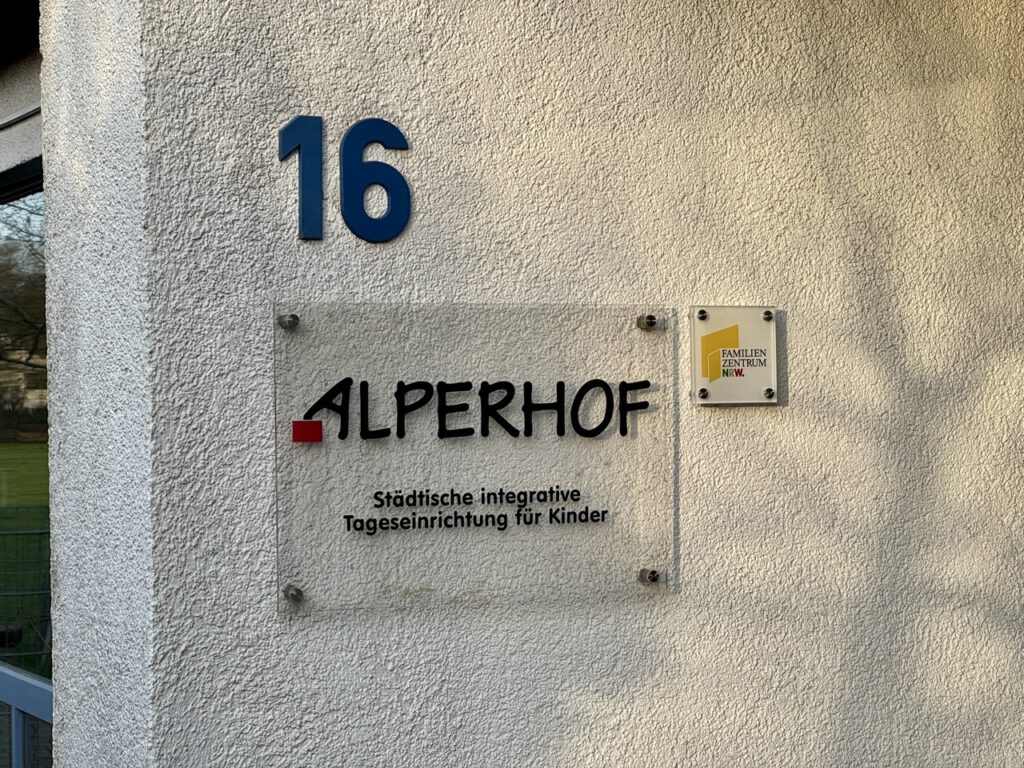 16
ALPERHOF
Städtische integrative
Tageseinrichtung für Kinder
FAMILIEN
ZENTRUM
NRW.